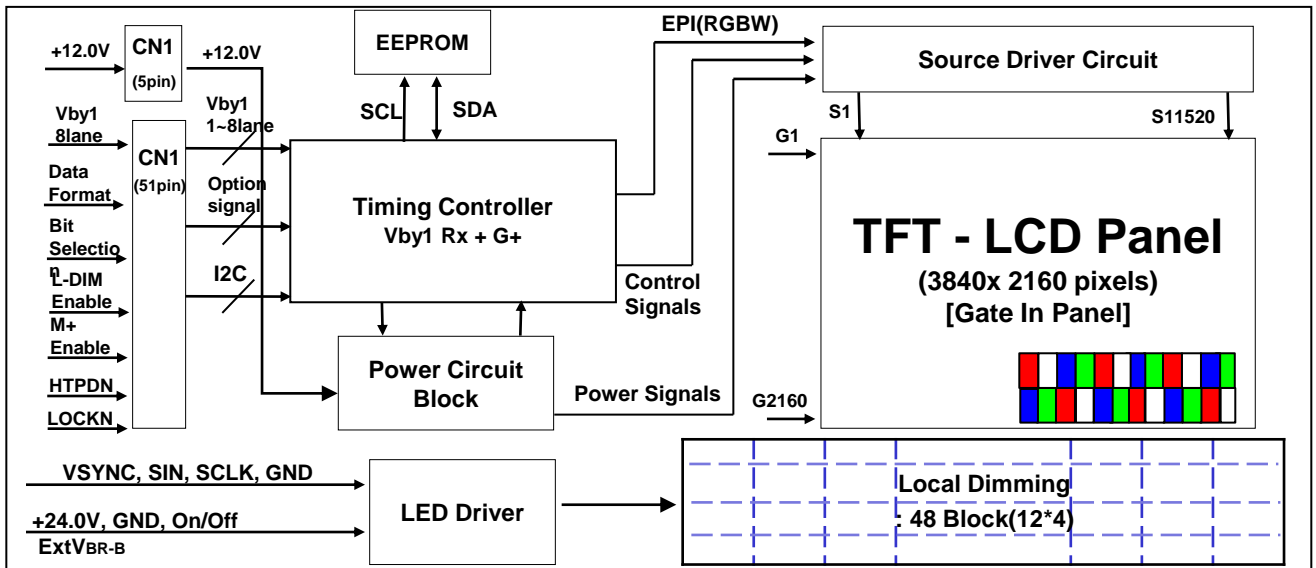 EPI(RGBW)
+12.0V
CN1
(5pin)
+12.0V
EEPROM
Source Driver Circuit
SCL
SDA
S1
S11520
Vby1
8lane
Vby1
1~8lane
G1
CN1
(51pin)
Data
Format
Option
signal
Timing Controller
Vby1 Rx + G+
TFT - LCD Panel
(3840x 2160 pixels)
[Gate In Panel]
Bit
Selectio
n
I2C
L-DIM
Enable
Control
Signals
M+
Enable
Power Circuit
Block
HTPDN
Power Signals
LOCKN
G2160
VSYNC, SIN, SCLK, GND
LED Driver
Local Dimming
: 48 Block(12*4)
+24.0V, GND, On/Off
ExtVBR-B